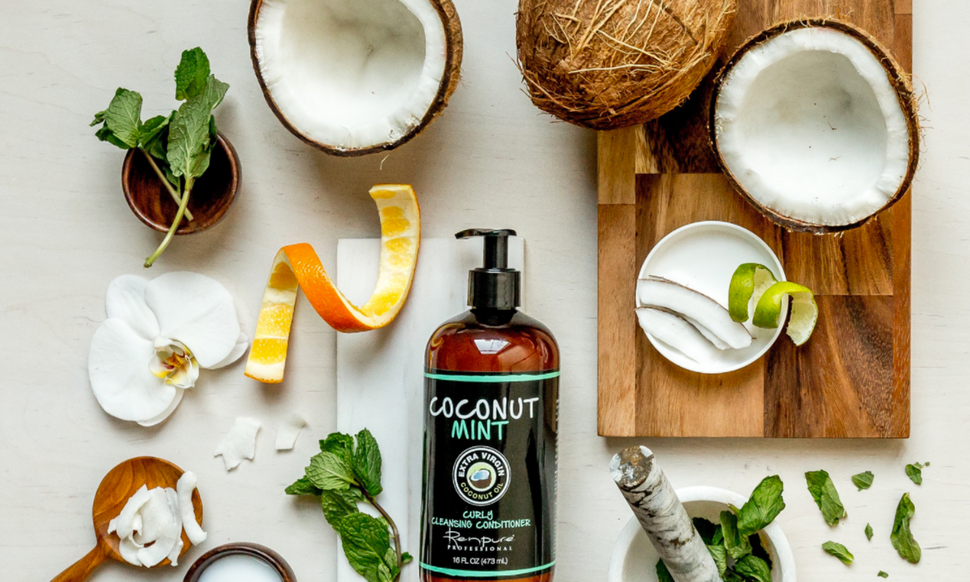 COCONUT
MINT
EXTRA VIRGIN
COCONUT OIL
CURLY
CLEANSING CONDITIONER
Renpure
PROFESSIONAL
16 FL OZ (473 mL)